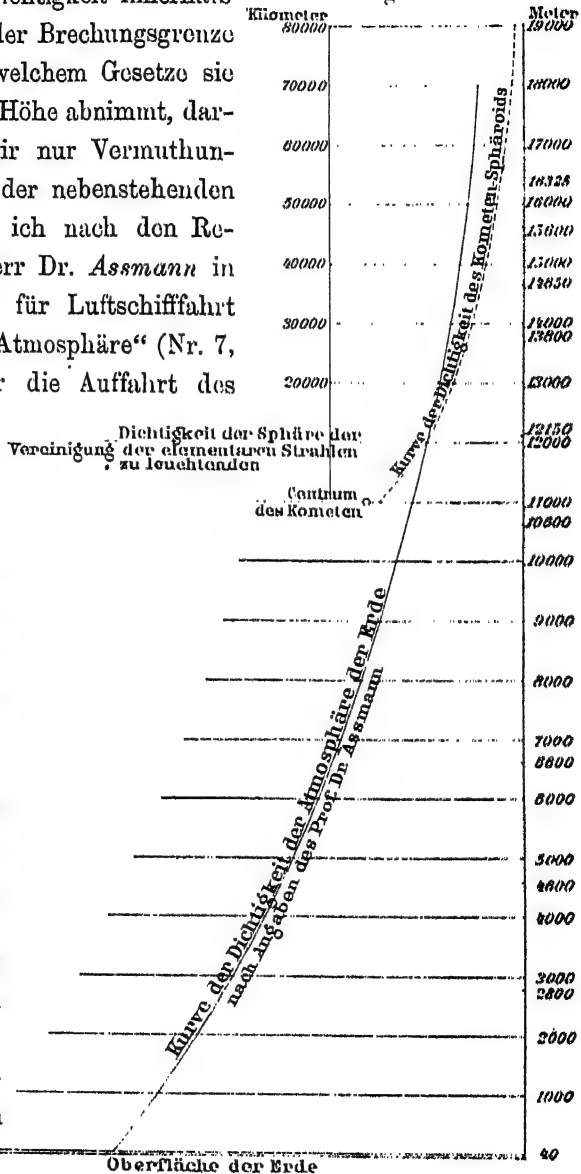 der Brechungsgrenze
welchem Gesetze sie
Höhe abnimmt, dar-
ir nur Vermuthun-
der nebenstehenden
ich nach den Re-
err Dr. Assmann in
für Luftschifffahrt
Atmosphäre“ (Nr. 7,
die Auffahrt des
Kilometer
80000
70000
60000
50000
40000
30000
20000
Meter
19000
18000
17000
16325
16000
15600
15000
14650
14000
13800
13000
12150
12000
11000
10600
10000
9000
8000
7000
6600
6000
5000
4600
4000
3000
2800
2000
1000
40
Kurve der Dichtigkeit des Kometen-Sphäroids
Dichtigkeit der Sphäre der
Vereinigung der elementaren Strahlen
zu leuchtenden
Centrum
des Kometen
Kurve der Dichtigkeit der Atmosphäre der Erde
nach Angaben des Prof. Dr. Assmann
Oberfläche der Erde